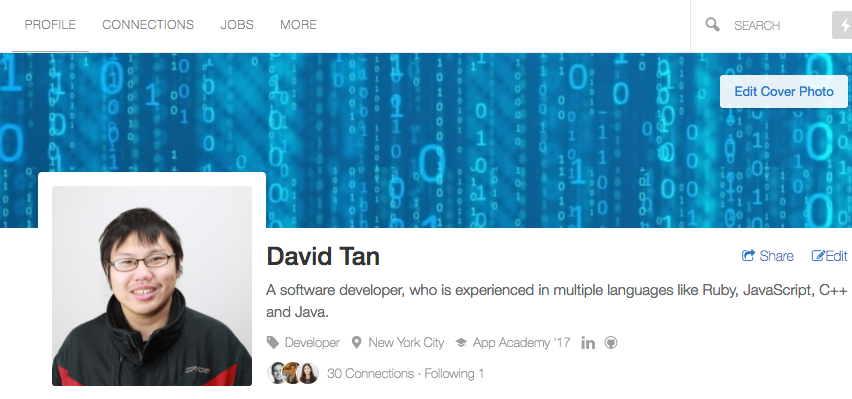 PROFILE CONNECTIONS JOBS MORE SEARCH
Edit Cover Photo
David Tan
Share Edit
A software developer, who is experienced in multiple languages like Ruby, JavaScript, C++
and Java.
Developer New York City App Academy '17 in
30 Connections · Following 1